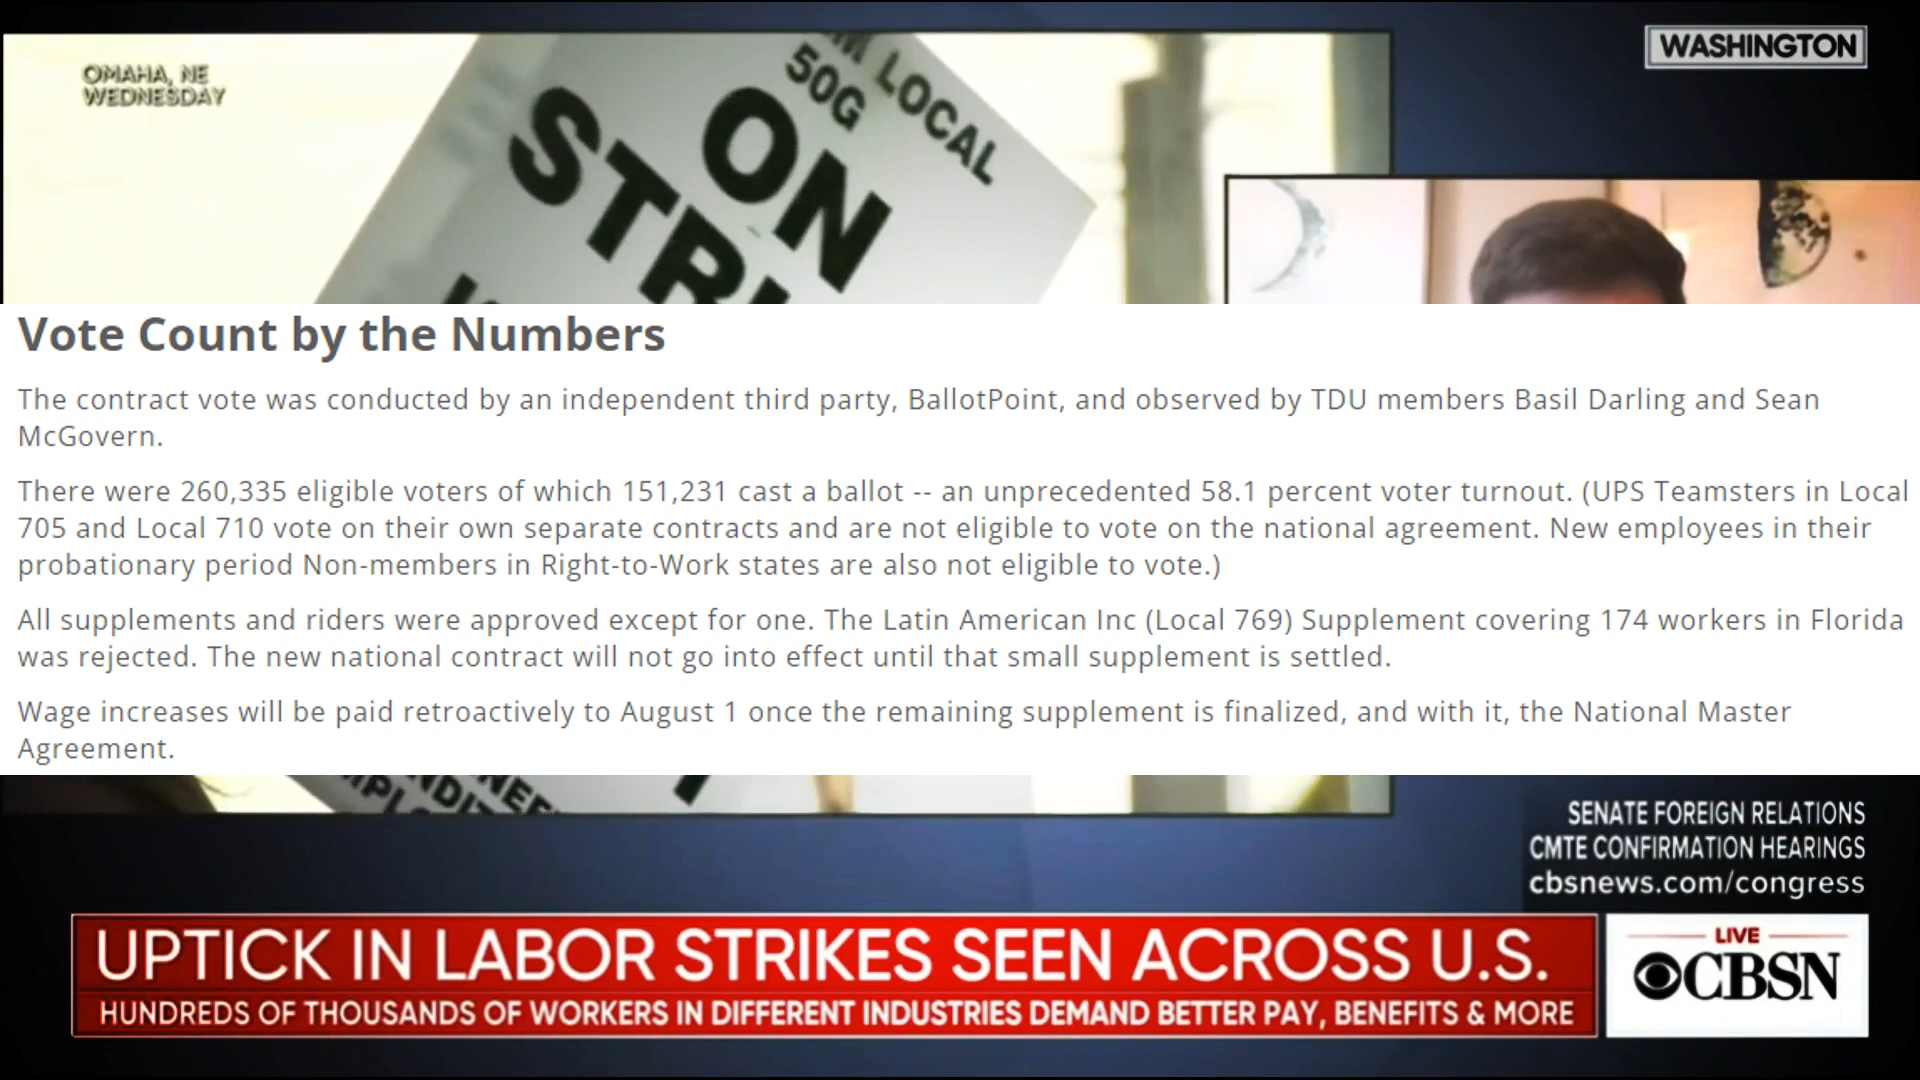 OMAHA, NE
WEDNESDAY
WASHINGTON
LOCAL
50G
ON
Vote Count by the Numbers
The contract vote was conducted by an independent third party, BallotPoint, and observed by TDU members Basil Darling and Sean
McGovern.
There were 260,335 eligible voters of which 151,231 cast a ballot -- an unprecedented 58.1 percent voter turnout. (UPS Teamsters in Local
705 and Local 710 vote on their own separate contracts and are not eligible to vote on the national agreement. New employees in their
probationary period Non-members in Right-to-Work states are also not eligible to vote.)
All supplements and riders were approved except for one. The Latin American Inc (Local 769) Supplement covering 174 workers in Florida
was rejected. The new national contract will not go into effect until that small supplement is settled.
Wage increases will be paid retroactively to August 1 once the remaining supplement is finalized, and with it, the National Master
Agreement.
SENATE FOREIGN RELATIONS
CMTE CONFIRMATION HEARINGS
cbsnews.com/congress
UPTICK IN LABOR STRIKES SEEN ACROSS U.S.
HUNDREDS OF THOUSANDS OF WORKERS IN DIFFERENT INDUSTRIES DEMAND BETTER PAY, BENEFITS & MORE
LIVE
CBSN